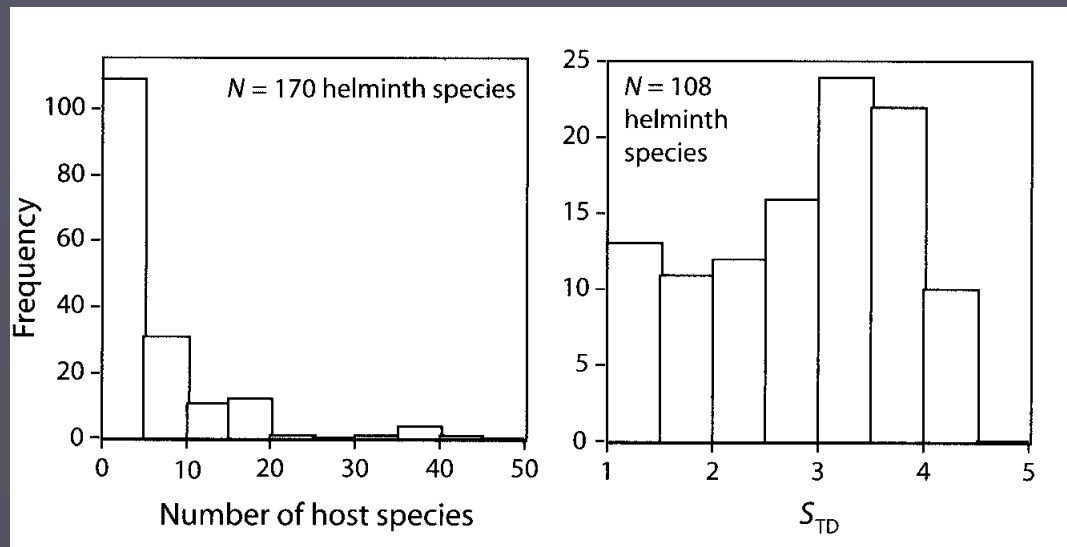 N = 170 helminth species
Frequency
100
80
60
40
20
0
0 10 20 30 40 50
Number of host species
N = 108
helminth
species
25
20
15
10
5
0
1 2 3 4 5
STD